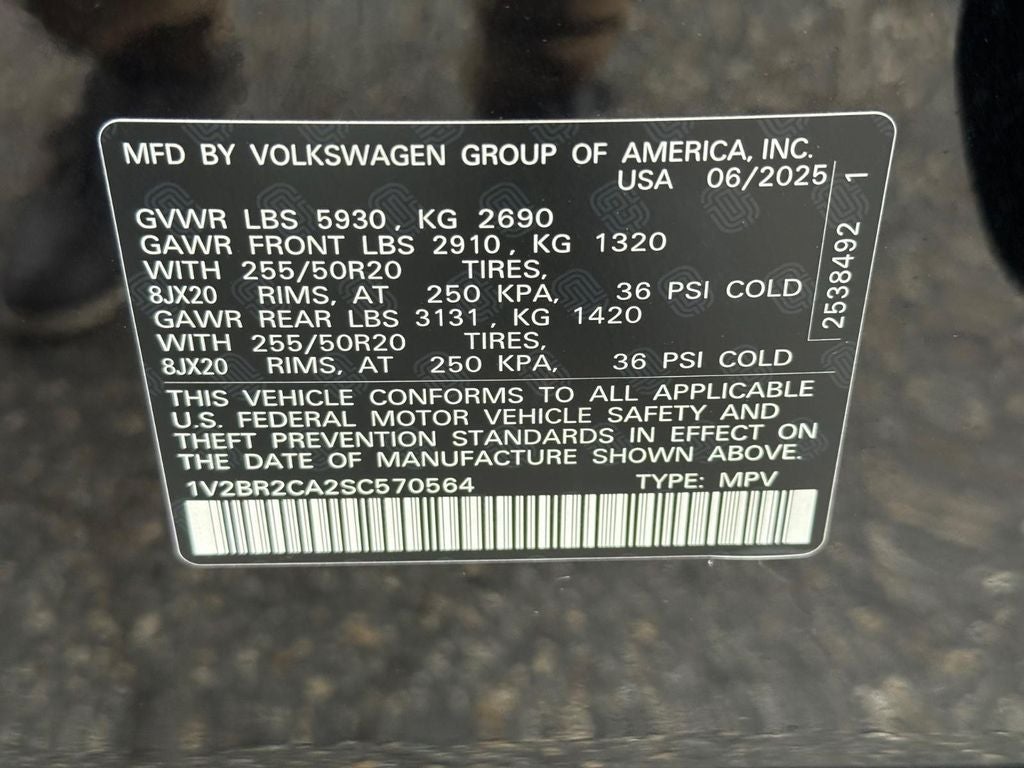 MFD BY VOLKSWAGEN GROUP OF AMERICA, INC.
USA 06/2025
GVWR LBS 5930, KG 2690
GAWR FRONT LBS 2910, KG 1320
WITH 255/50R20 TIRES,
8JX20 RIMS, AT 250 KPA, 36 PSI COLD
GAWR REAR LBS 3131, KG 1420
WITH 255/50R20 TIRES,
8JX20 RIMS, AT 250 KPA, 36 PSI COLD
THIS VEHICLE CONFORMS TO ALL APPLICABLE
U.S. FEDERAL MOTOR VEHICLE SAFETY AND
THEFT PREVENTION STANDARDS IN EFFECT ON
THE DATE OF MANUFACTURE SHOWN ABOVE.
1V2BR2CA2SC570564 TYPE: MPV
2538492 1